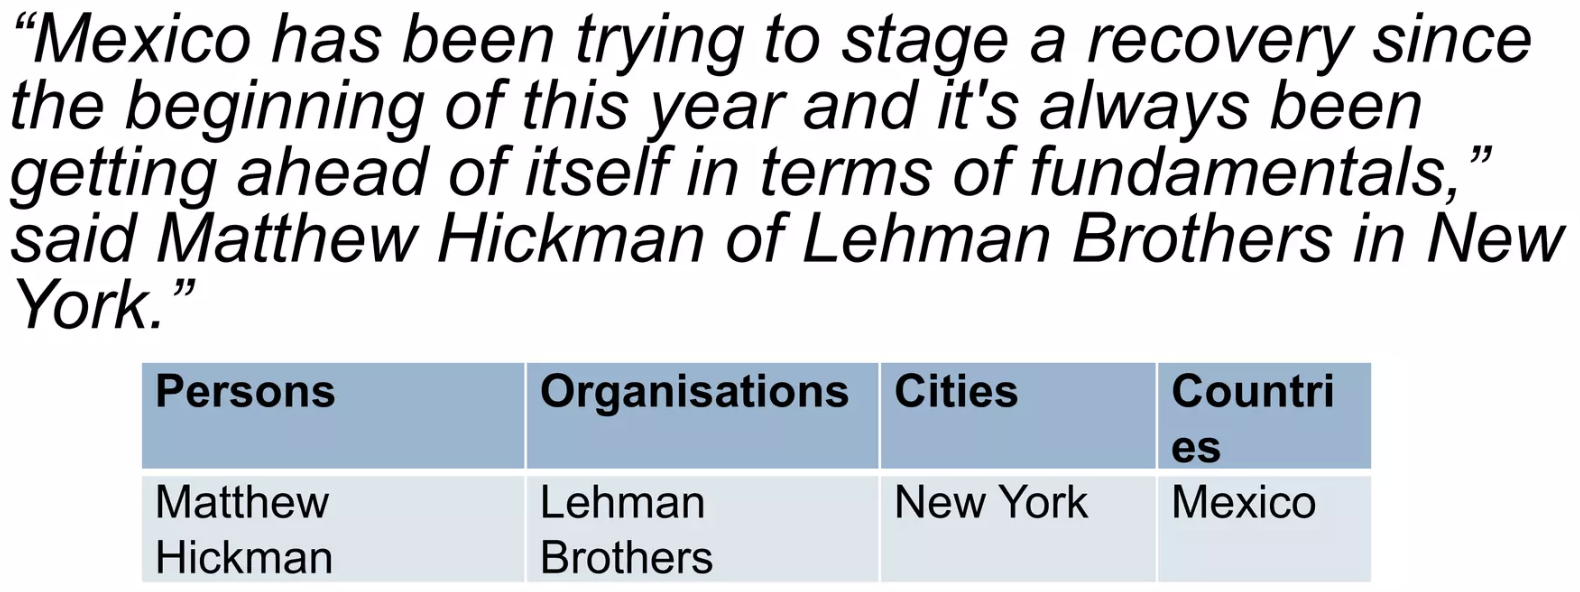 “Mexico has been trying to stage a recovery since
the beginning of this year and it's always been
getting ahead of itself in terms of fundamentals,”
said Matthew Hickman of Lehman Brothers in New
York.”
Persons Organisations Cities Countri
es
Matthew Lehman New York Mexico
Hickman Brothers